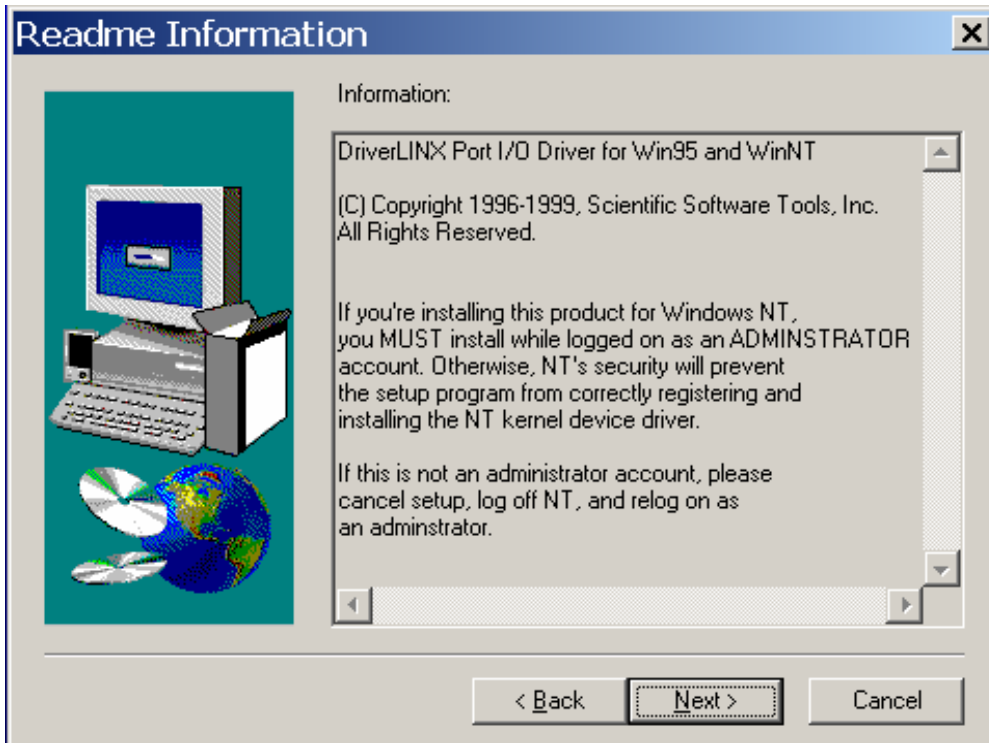 Readme Information
Information:
DriverLINX Port I/O Driver for Win95 and WinNT
(C) Copyright 1996-1999, Scientific Software Tools, Inc.
All Rights Reserved.
If you're installing this product for Windows NT,
you MUST install while logged on as an ADMINSTRATOR
account. Otherwise, NT's security will prevent
the setup program from correctly registering and
installing the NT kernel device driver.
If this is not an administrator account, please
cancel setup, log off NT, and relog on as
an adminstrator.
< Back
Next >
Cancel